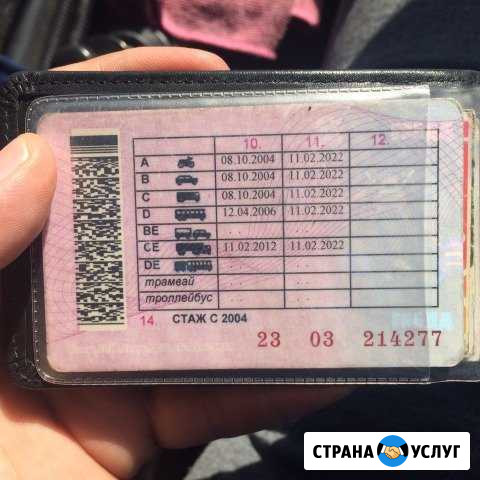 10. 11. 12.
A 08.10.2004 11.02.2022
B 08.10.2004 11.02.2022
C 08.10.2004 11.02.2022
D 12.04.2006 11.02.2022
BE
CE 11.02.2012 11.02.2022
DE
трамвай
троллейбус
14. СТАЖ С 2004
23 03 214277
СТРАНА УСЛУГ